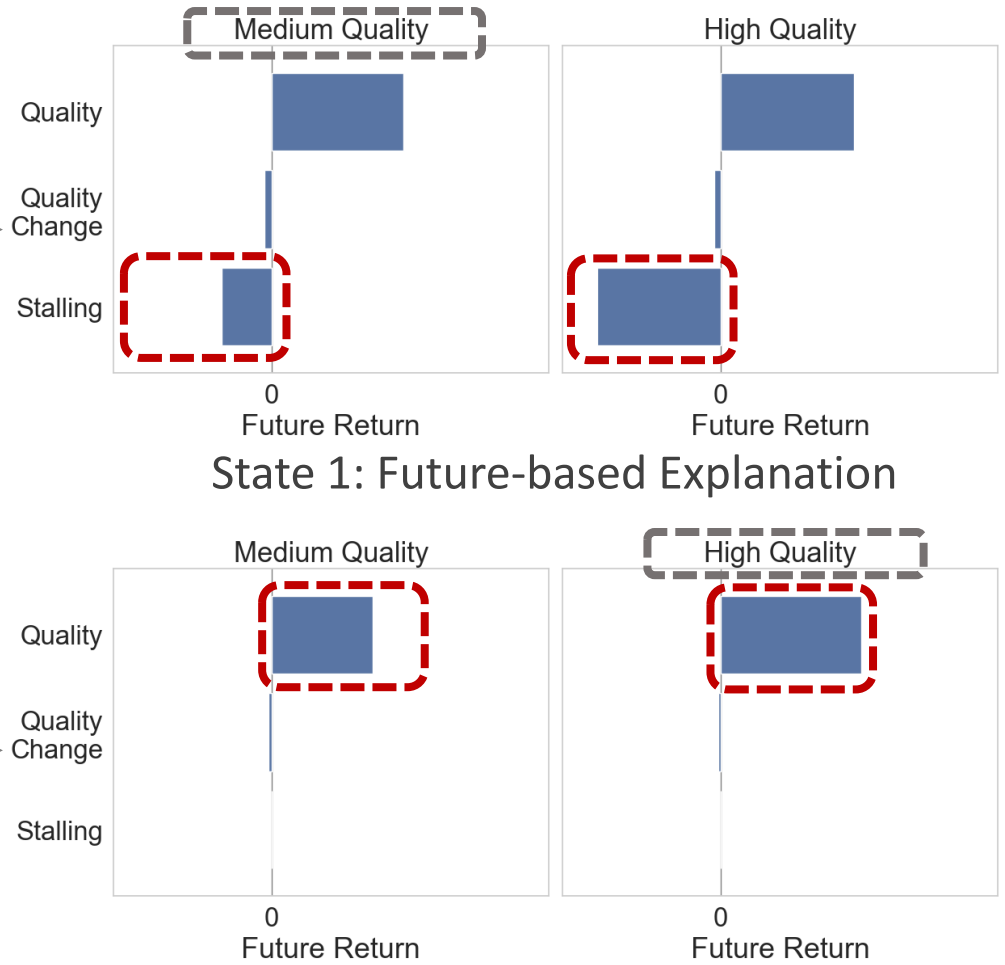 Medium Quality
High Quality
Quality
Quality
Change
Stalling
0
0
Future Return
Future Return
State 1: Future-based Explanation
Medium Quality
High Quality
Quality
Quality
Change
Stalling
0
0
Future Return
Future Return